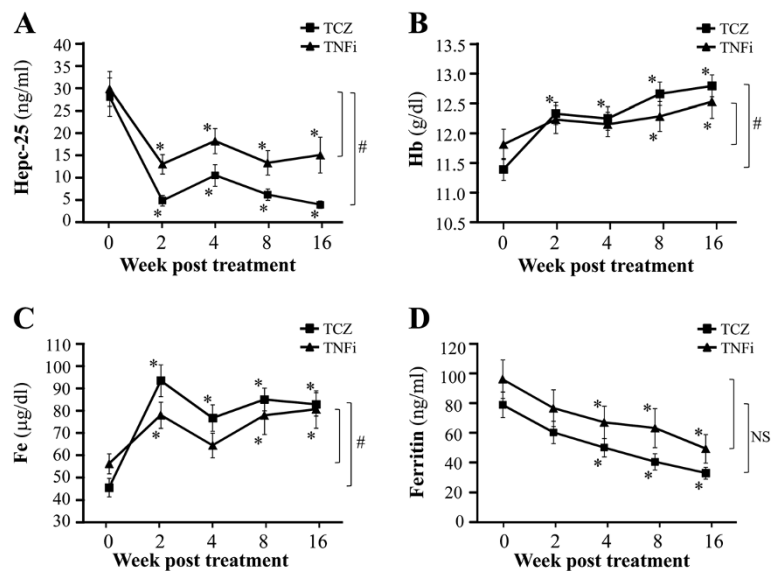 A
TCZ
TNFi
Hepc-25 (ng/ml)
40
35
30
25
20
15
10
5
0
* * * *
* * * *
#
0 2 4 8 16
Week post treatment
B
TCZ
TNFi
Hb (g/dl)
13.5
13.0
12.5
12.0
11.5
11.0
10.5
* * * *
* *
#
0 2 4 8 16
Week post treatment
C
TCZ
TNFi
Fe (µg/dl)
110
100
90
80
70
60
50
40
30
* * * *
* * *
#
0 2 4 8 16
Week post treatment
D
TCZ
TNFi
Ferritin (ng/ml)
120
100
80
60
40
20
0
* * *
* * *
NS
0 2 4 8 16
Week post treatment